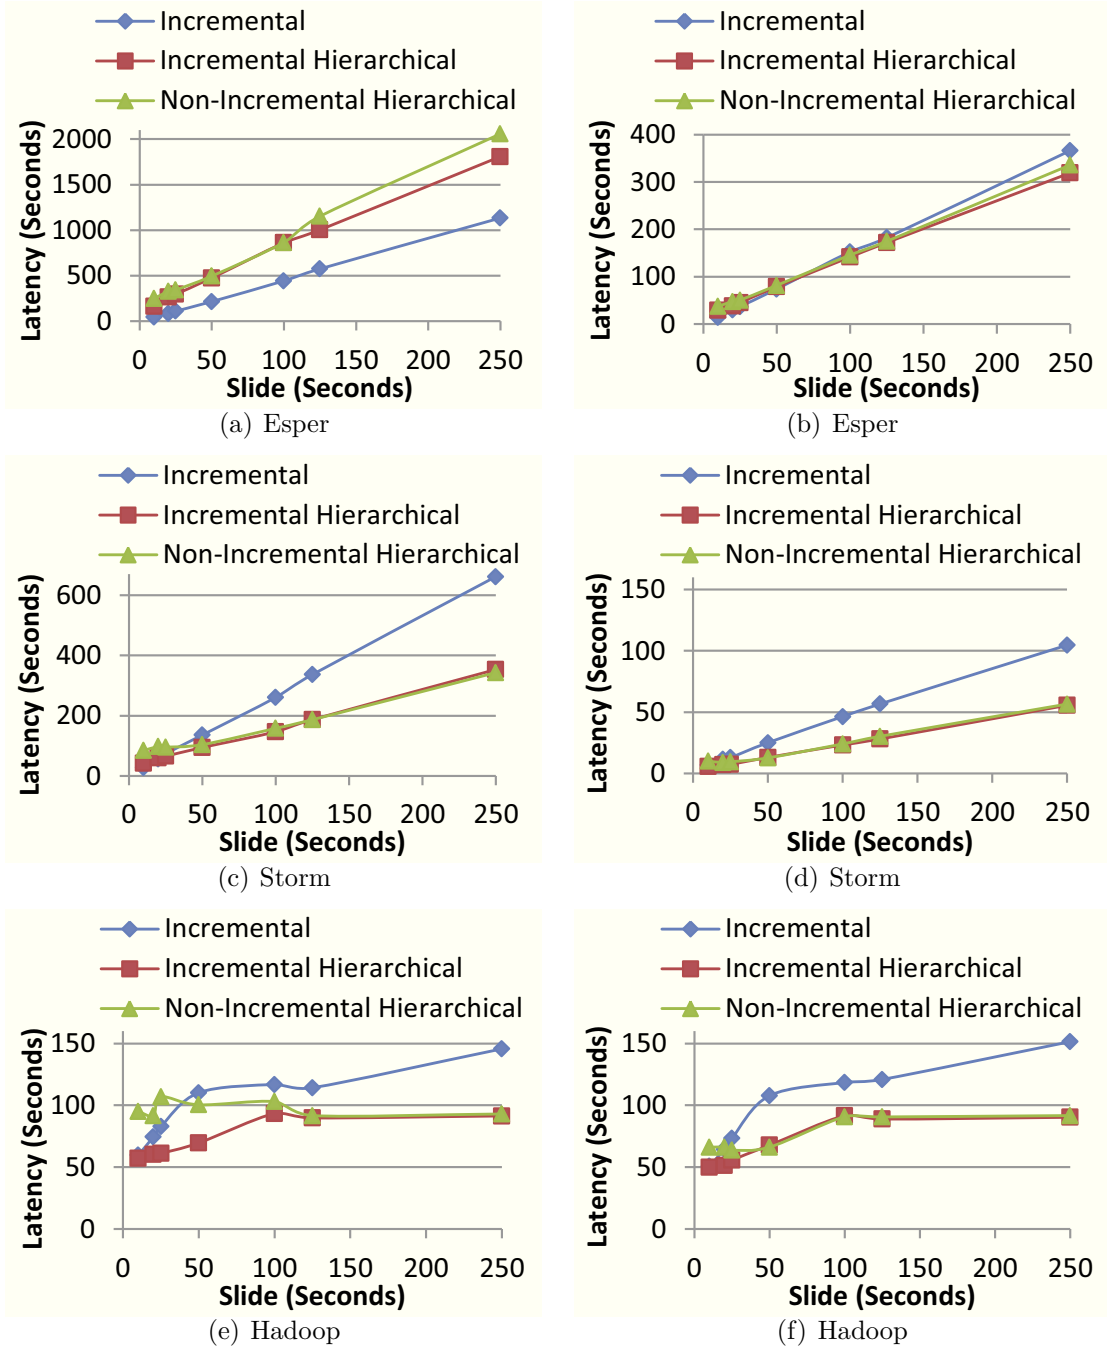 Incremental
Incremental Hierarchical
Non-Incremental Hierarchical
Latency (Seconds)
2000
1500
1000
500
0
0 50 100 150 200 250
Slide (Seconds)
(a) Esper
Incremental
Incremental Hierarchical
Non-Incremental Hierarchical
Latency (Seconds)
400
300
200
100
0
0 50 100 150 200 250
Slide (Seconds)
(b) Esper
Incremental
Incremental Hierarchical
Non-Incremental Hierarchical
Latency (Seconds)
600
400
200
0
0 50 100 150 200 250
Slide (Seconds)
(c) Storm
Incremental
Incremental Hierarchical
Non-Incremental Hierarchical
Latency (Seconds)
150
100
50
0
0 50 100 150 200 250
Slide (Seconds)
(d) Storm
Incremental
Incremental Hierarchical
Non-Incremental Hierarchical
Latency (Seconds)
150
100
50
0
0 50 100 150 200 250
Slide (Seconds)
(e) Hadoop
Incremental
Incremental Hierarchical
Non-Incremental Hierarchical
Latency (Seconds)
150
100
50
0
0 50 100 150 200 250
Slide (Seconds)
(f) Hadoop